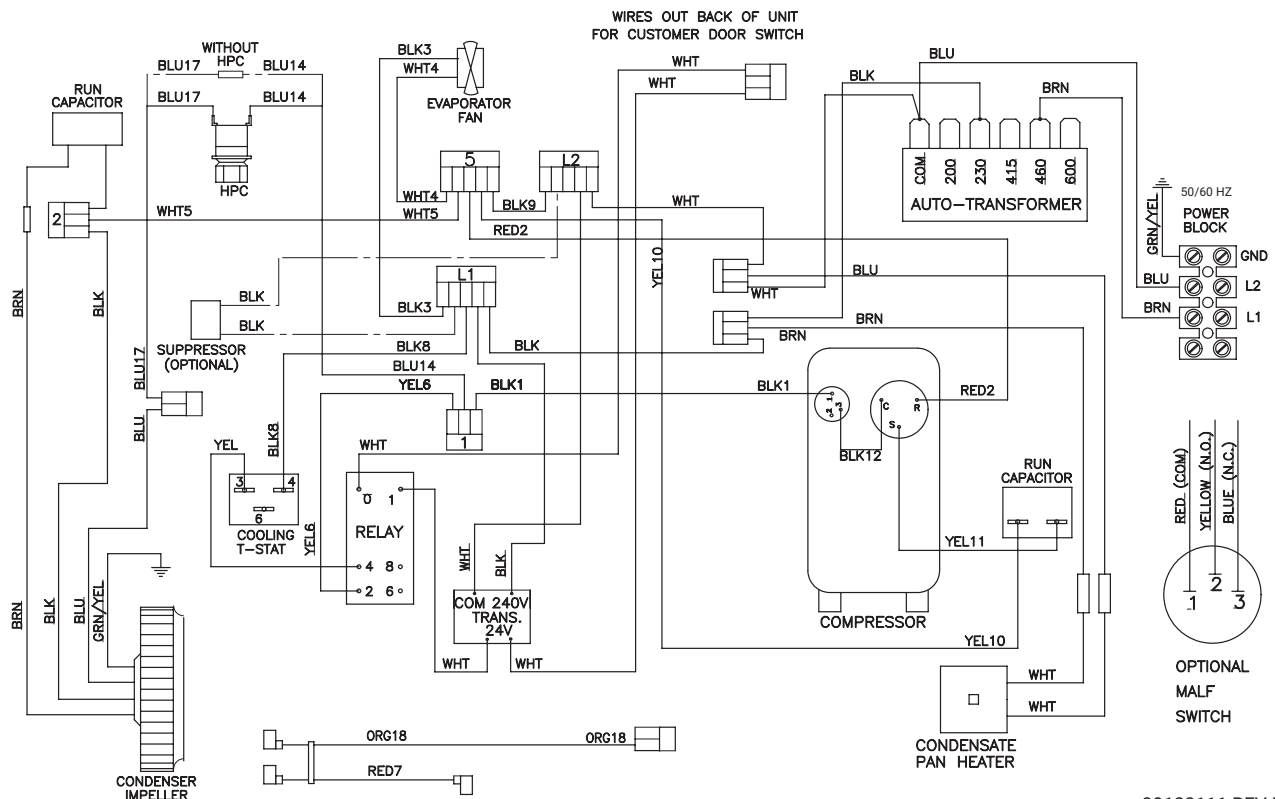 WIRES OUT BACK OF UNIT
FOR CUSTOMER DOOR SWITCH
WITHOUT
HPC
BLU17
BLU14
BLU17
BLU14
HPC
RUN
CAPACITOR
BLK3
WHT4
EVAPORATOR
FAN
WHT
WHT
BLU
BLK
BRN
COM
200
230
415
460
600
AUTO-TRANSFORMER
50/60 HZ
POWER
BLOCK
GRN/YEL
GND
BLU
L2
BRN
L1
5
L2
WHT4
WHT5
BLK9
RED2
WHT
2
WHT5
YEL10
BLU
WHT
L1
BLK3
BRN
BRN
BLK
BLK
BLK
SUPPRESSOR
(OPTIONAL)
BRN
BLK
BLK8
BLK
BLU14
YEL6
BLK1
BLK1
RED2
BLU17
BLU
1
1
2
3
C
R
S
BLK12
YEL
BLK8
WHT
3
4
6
COOLING
T-STAT
YEL6
0
1
RELAY
4
8
2
6
WHT
BLK
COM 240V
TRANS.
24V
WHT
WHT
RUN
CAPACITOR
YEL11
COMPRESSOR
YEL10
RED (COM)
YELLOW (N.O.)
BLUE (N.C.)
1
2
3
OPTIONAL
MALF
SWITCH
BRN
BLK
BLU
GRN/YEL
CONDENSER
IMPELLER
WHT
WHT
CONDENSATE
PAN HEATER
ORG18
ORG18
RED7